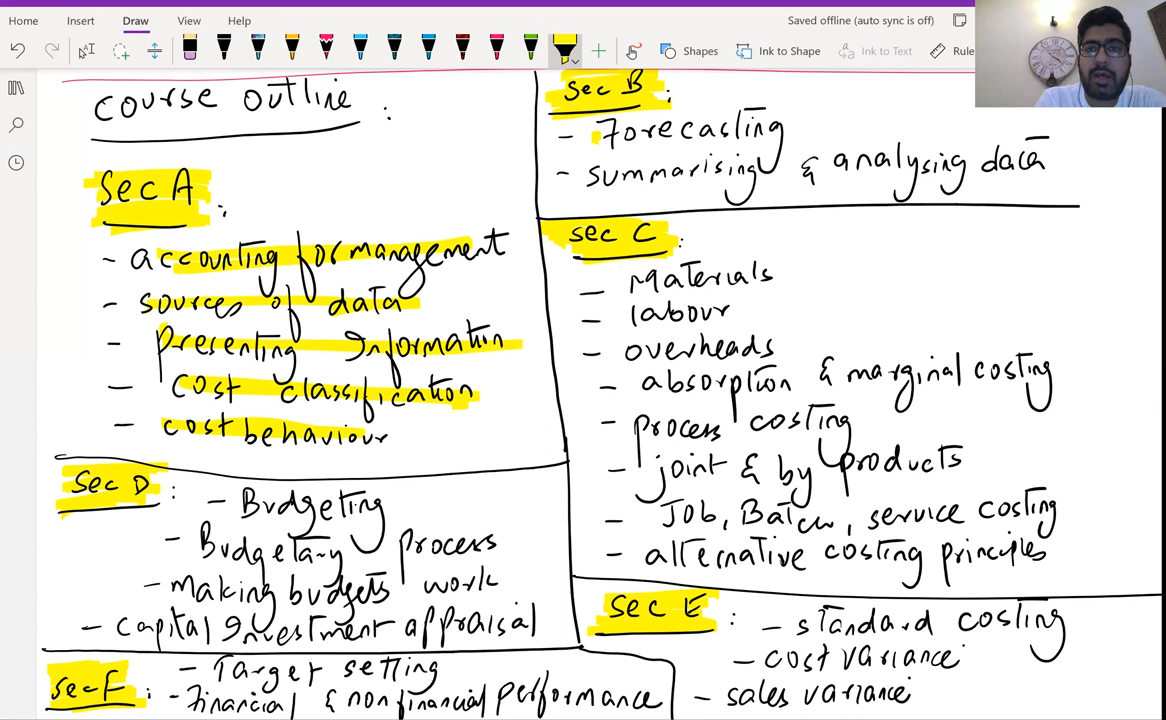 Home Insert Draw View Help
Saved offline (auto sync is off)
Shapes
Ink to Shape
Ink to Text
Rule
course outline :
Sec A :
- accounting for management
- sources of data
- Presenting Information
- cost classification
- cost behaviour
Sec B :
- Forecasting
- summarising & analysing data
Sec C :
- Materials
- labour
- overheads
- absorption & marginal costing
- process costing
- joint & by products
- Job, Batch, service costing
- alternative costing principles
Sec D : - Budgeting
- Budgetary process
- making budgets work
- capital Investment appraisal
Sec E : - standard costing
- cost variance
- sales variance
Sec F : - Target setting
- Financial & nonfinancial performance